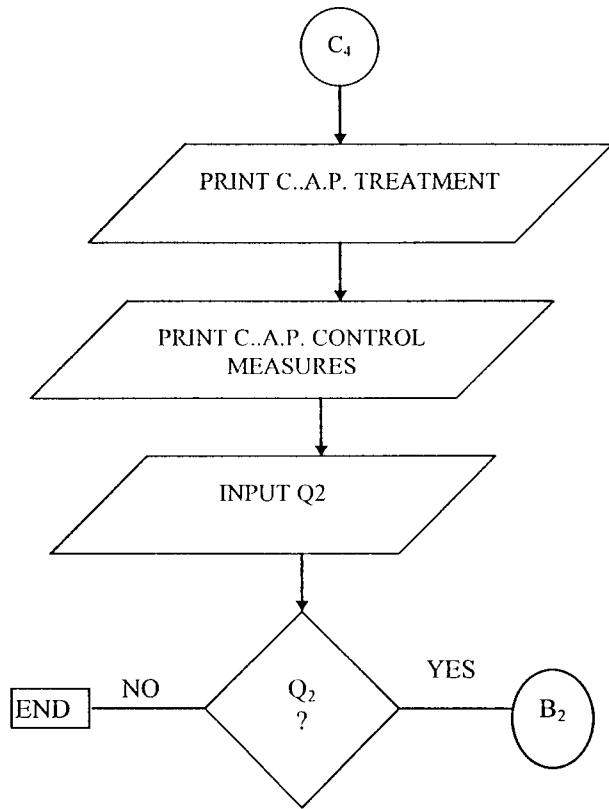 C₄
PRINT C..A.P. TREATMENT
PRINT C..A.P. CONTROL
MEASURES
INPUT Q2
NO
YES
END
Q₂
?
B₂